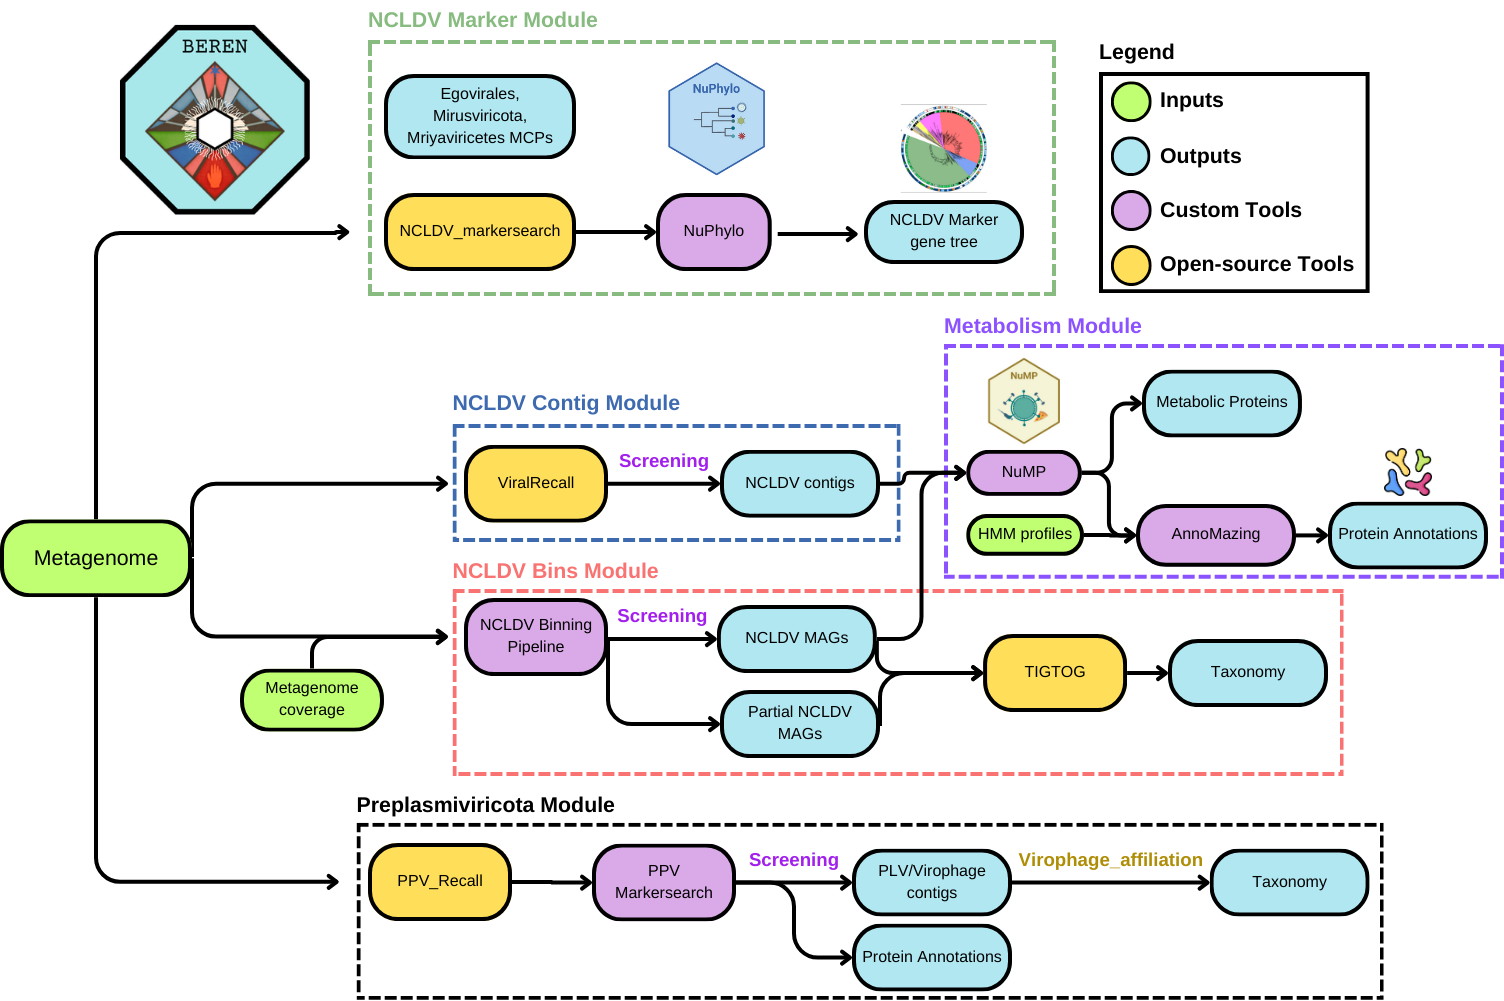 BEREN
NCLDV Marker Module
Egovirales,
Mirusviricota,
Mriyaviricetes MCPs
NuPhylo
NCLDV_markersearch
NuPhylo
NCLDV Marker
gene tree
Legend
Inputs
Outputs
Custom Tools
Open-source Tools
Metabolism Module
NuMP
Metabolic Proteins
NuMP
HMM profiles
AnnoMazing
Protein Annotations
NCLDV Contig Module
ViralRecall
Screening
NCLDV contigs
Metagenome
Metagenome
coverage
NCLDV Bins Module
NCLDV Binning
Pipeline
Screening
NCLDV MAGs
Partial NCLDV
MAGs
TIGTOG
Taxonomy
Preplasmiviricota Module
PPV_Recall
PPV
Markersearch
Screening
PLV/Virophage
contigs
Virophage_affiliation
Taxonomy
Protein Annotations